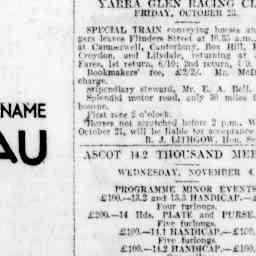 NAME
AU
YARRA GLEN RACING CL
FRIDAY, OCTOBER 23.
SPECIAL TRAIN conveying horses and
gers leaves Flinders Street at 10.35 a.m.,
at Camberwell, Canterbury, Box Hill,
Croydon, and Lilydale, returning at
Fares, 1st return, 6/10; 2nd return,
Bookmakers' fee, £2/2/. Mr.
charge.
Stipendiary steward, Mr. E. A. Bell.
Splendid motor road, only 30 miles
bourne.
First race 2 o'clock.
Horses not scratched before 2 p.m. W
October 21, will be liable for acceptance
R. J. LITHGOW, Hon. Se
ASCOT 14.2 THOUSAND MEE
WEDNESDAY, NOVEMBER 4.
PROGRAMME MINOR EVENTS
£100.—13.2 and 13.3 HANDICAP.—£
Four furlongs.
£200.—14 Hds. PLATE and PURSE.
Five furlongs.
£100.—14.1 HANDICAP.—£100.
Five furlongs.
£100.—14.2 HANDICAP.—£100.